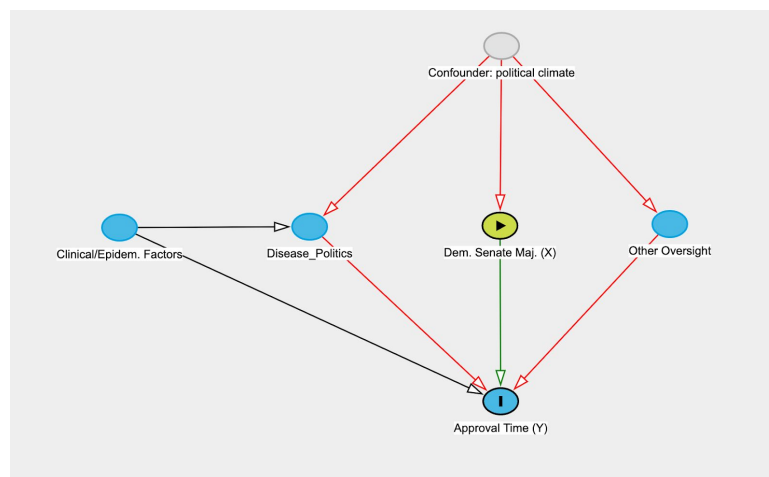 Confounder: political climate
Clinical/Epidem. Factors
Disease_Politics
Dem. Senate Maj. (X)
Other Oversight
Approval Time (Y)